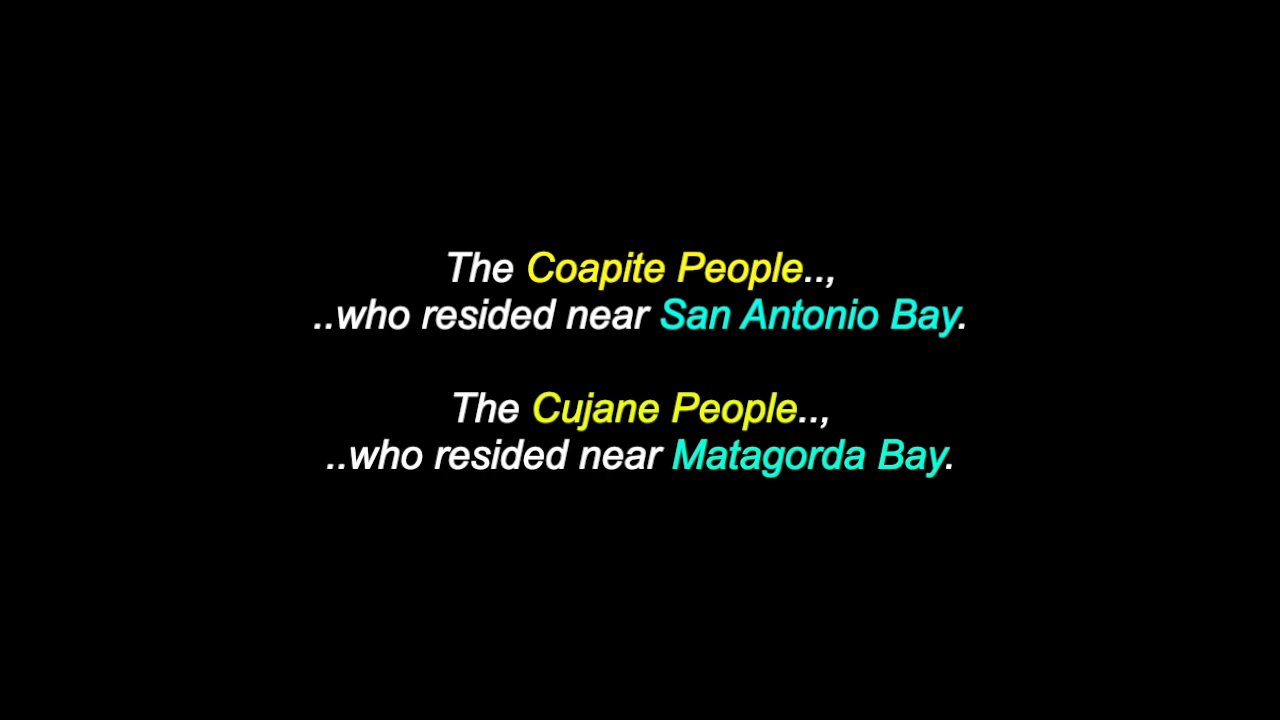 The Coapite People..,
..who resided near San Antonio Bay.
The Cujane People..,
..who resided near Matagorda Bay.